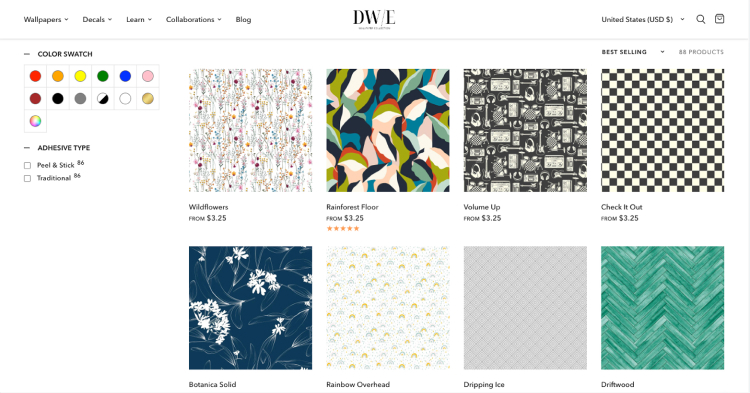 Wallpapers Decals Learn Collaborations Blog
DW/E
United States (USD $)
COLOR SWATCH
BEST SELLING
88 PRODUCTS
ADHESIVE TYPE
Peel & Stick 86
Traditional 86
Wildflowers
FROM $3.25
Rainforest Floor
FROM $3.25
Volume Up
FROM $3.25
Check It Out
FROM $3.25
Botanica Solid
Rainbow Overhead
Dripping Ice
Driftwood